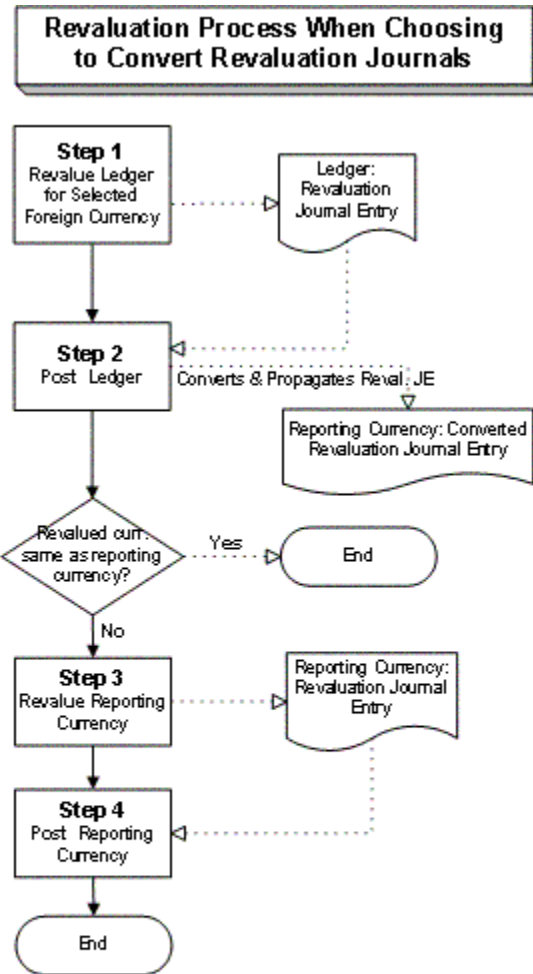 Revaluation Process When Choosing
to Convert Revaluation Journals
Step 1
Revalue Ledger
for Selected
Foreign Currency
Ledger:
Revaluation
Journal Entry
Step 2
Post Ledger
Converts & Propagates Reval. JE
Reporting Currency: Converted
Revaluation Journal Entry
Revalued curr.
same as reporting
currency?
Yes
End
No
Step 3
Revalue Reporting
Currency
Reporting Currency:
Revaluation Journal
Entry
Step 4
Post Reporting
Currency
End